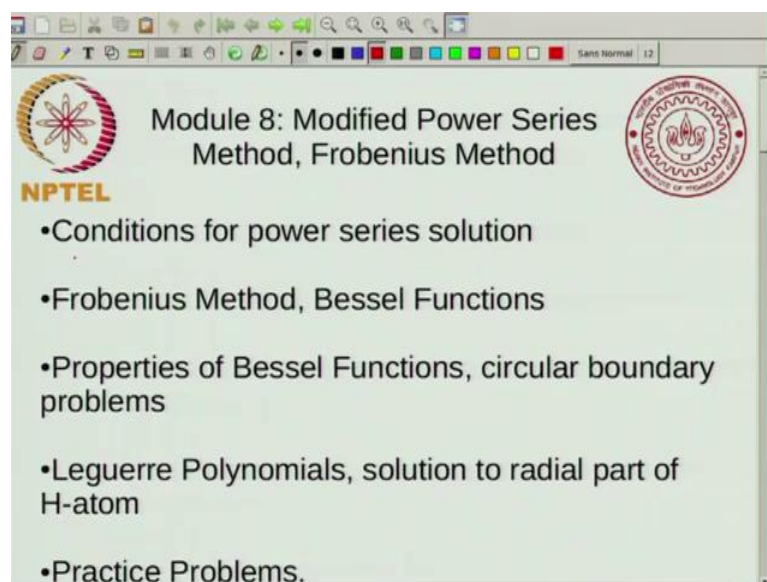 T
Sans Normal 12
Module 8: Modified Power Series
Method, Frobenius Method
NPTEL
•Conditions for power series solution
•Frobenius Method, Bessel Functions
•Properties of Bessel Functions, circular boundary
problems
•Leguerre Polynomials, solution to radial part of
H-atom
•Practice Problems.